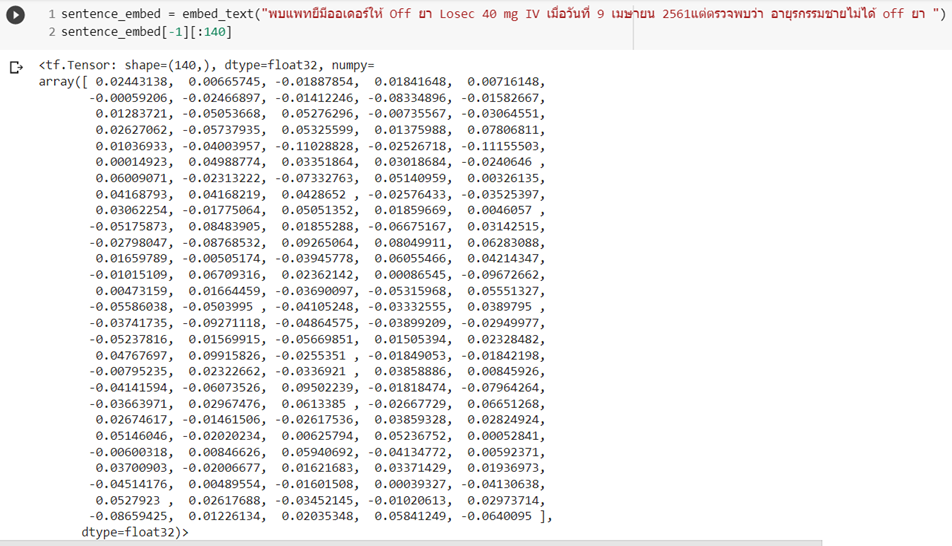 1 sentence_embed = embed_text("พบแพทย์มีออเดอร์ให้ Off ยา Losec 40 mg IV เมื่อวันที่ 9 เมษายน 2561แต่ตรวจพบว่า อายุรกรรมชายไม่ได้ off ยา ")
2 sentence_embed[-1][:140]
<tf.Tensor: shape=(140,), dtype=float32, numpy=
array([ 0.02443138, 0.00665745, -0.01887854, 0.01841648, 0.00716148,
-0.00059206, -0.02466897, -0.01412246, -0.08334896, -0.01582667,
0.01283721, -0.05053668, 0.05276296, -0.00735567, -0.03064551,
0.02627062, -0.05737935, 0.05325599, 0.01375988, 0.07806811,
0.01036933, -0.04003957, -0.11028828, -0.02526718, -0.11155503,
0.00014923, 0.04988774, 0.03351864, 0.03018684, -0.0240646 ,
0.06009071, -0.02313222, -0.07332763, 0.05140959, 0.00326135,
0.04168793, 0.04168219, 0.0428652 , -0.02576433, -0.03525397,
0.03062254, -0.01775064, 0.05051352, 0.01859669, 0.0046057 ,
-0.05175873, 0.08483905, 0.01855288, -0.06675167, 0.03142515,
-0.02798047, -0.08768532, 0.09265064, 0.08049911, 0.06283088,
0.01659789, -0.00505174, -0.03945778, 0.06055466, 0.04214347,
-0.01015109, 0.06709316, 0.02362142, 0.00086545, -0.09672662,
0.00473159, 0.01664459, -0.03690097, -0.05315968, 0.05551327,
-0.05586038, -0.0503995 , -0.04105248, -0.03332555, 0.0389795 ,
-0.03741735, -0.09271118, -0.04864575, -0.03899209, -0.02949977,
-0.05237816, 0.01569915, -0.05669851, 0.01505394, 0.02328482,
0.04767697, 0.09915826, -0.0255351 , -0.01849053, -0.01842198,
-0.00795235, 0.02322662, -0.0336921 , 0.03858886, 0.00845926,
-0.04141594, -0.06073526, 0.09502239, -0.01818474, -0.07964264,
-0.03663971, 0.02967476, 0.0613385 , -0.02667729, 0.06651268,
0.02674617, -0.01461506, -0.02617536, 0.03859328, 0.02824924,
0.05146046, -0.02020234, 0.00625794, 0.05236752, 0.00052841,
-0.00600318, 0.00846626, 0.05940692, -0.04134772, 0.00592371,
0.03700903, -0.02006677, 0.01621683, 0.03371429, 0.01936973,
-0.04514176, 0.00489554, -0.01601508, 0.00039327, -0.04130638,
0.0527923 , 0.02617688, -0.03452145, -0.01020613, 0.02973714,
-0.08659425, 0.01226134, 0.02035348, 0.05841249, -0.0640095 ],
dtype=float32)>